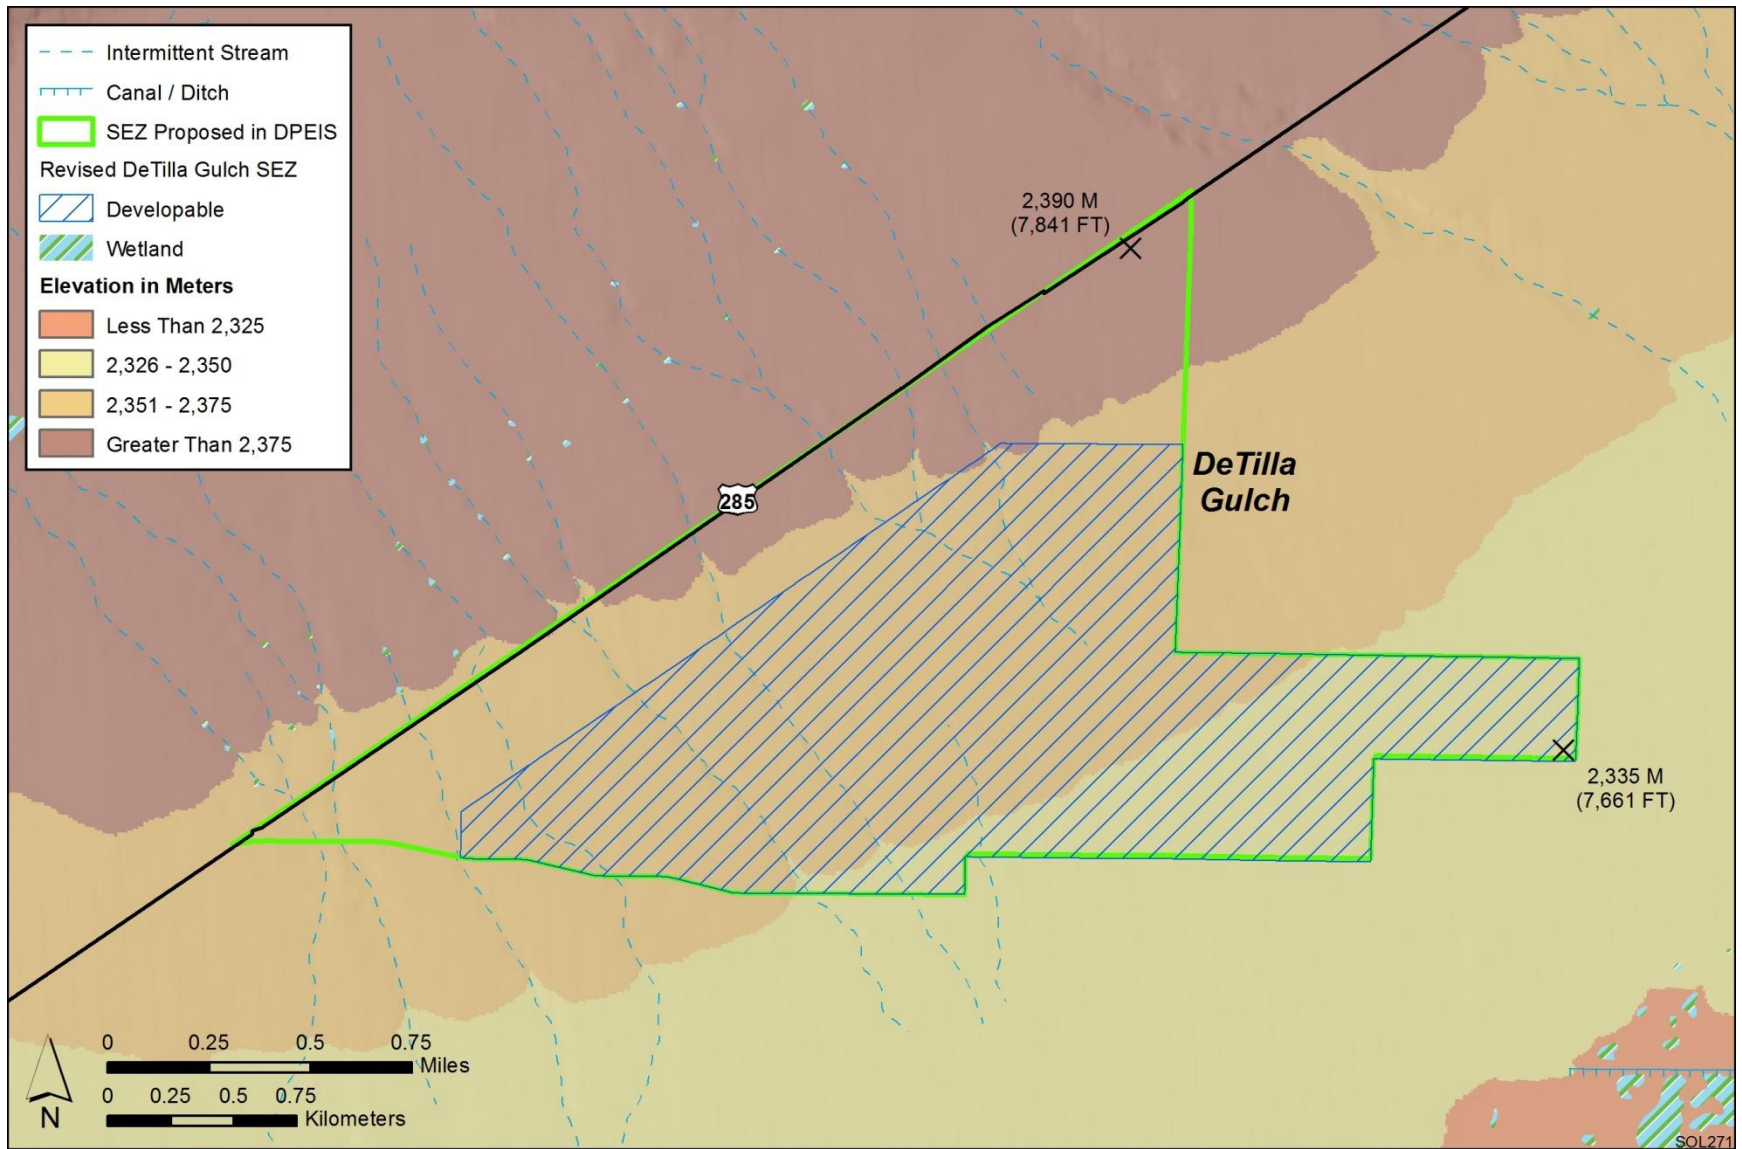 Intermittent Stream
Canal / Ditch
SEZ Proposed in DPEIS
Revised DeTilla Gulch SEZ
Developable
Wetland
Elevation in Meters
Less Than 2,325
2,326 - 2,350
2,351 - 2,375
Greater Than 2,375
2,390 M
(7,841 FT)
DeTilla
Gulch
285
2,335 M
(7,661 FT)
0 0.25 0.5 0.75
Miles
0 0.25 0.5 0.75
Kilometers
N
SOL271